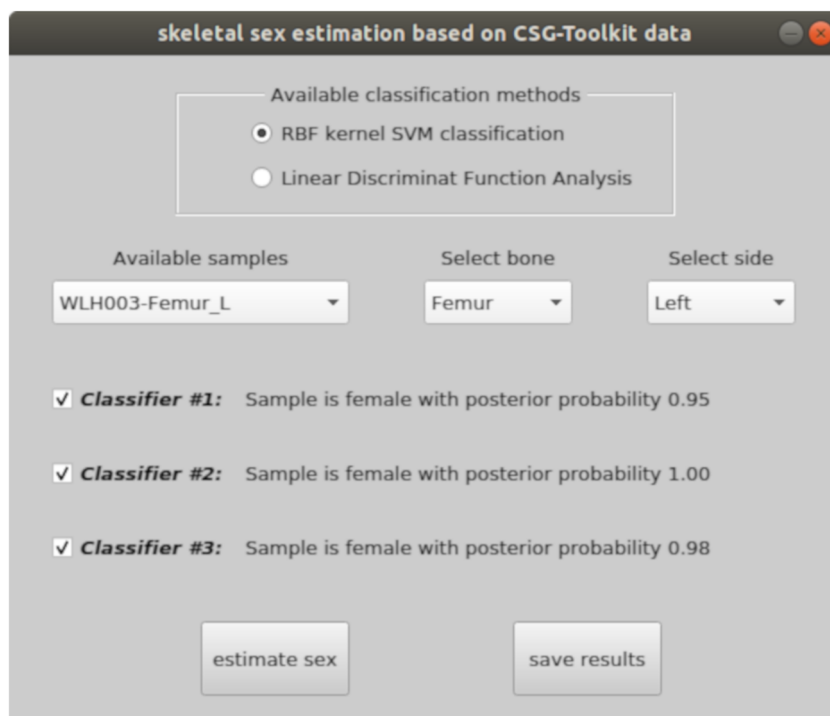 skeletal sex estimation based on CSG-Toolkit data
Available classification methods
RBF kernel SVM classification
Linear Discriminat Function Analysis
Available samples Select bone Select side
WLH003-Femur_L Femur Left
Classifier #1: Sample is female with posterior probability 0.95
Classifier #2: Sample is female with posterior probability 1.00
Classifier #3: Sample is female with posterior probability 0.98
estimate sex save results